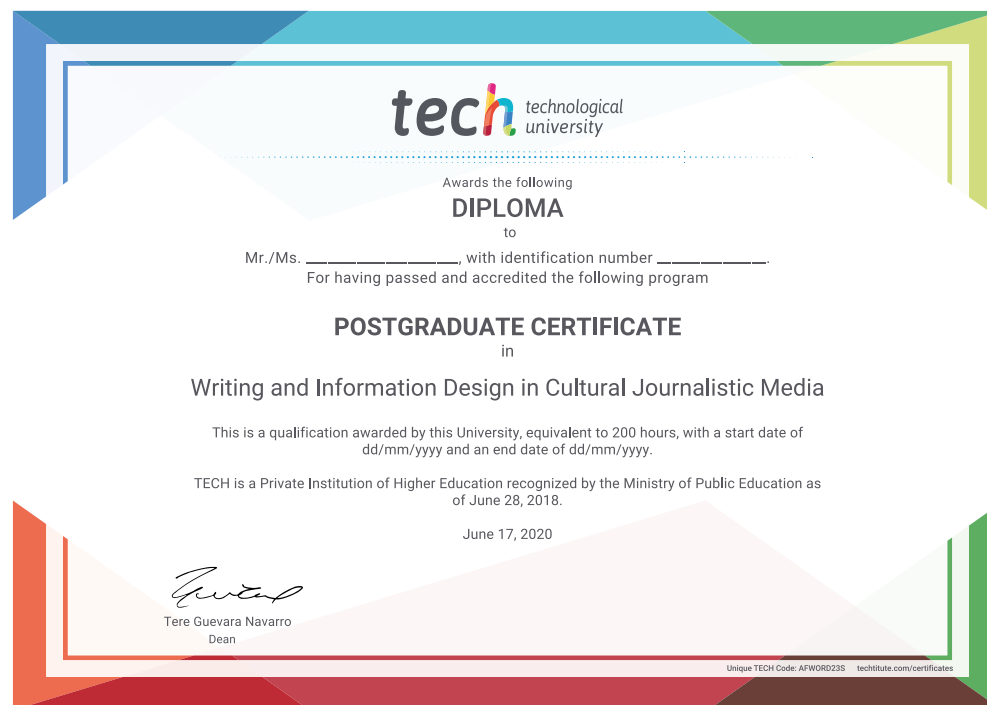 tech technological
university
Awards the following
DIPLOMA
to
Mr./Ms. __________________, with identification number _____________.
For having passed and accredited the following program
POSTGRADUATE CERTIFICATE
in
Writing and Information Design in Cultural Journalistic Media
This is a qualification awarded by this University, equivalent to 200 hours, with a start date of
dd/mm/yyyy and an end date of dd/mm/yyyy.
TECH is a Private Institution of Higher Education recognized by the Ministry of Public Education as
of June 28, 2018.
June 17, 2020
Tere Guevara Navarro
Dean
Unique TECH Code: AFWORD23S techtitute.com/certificates